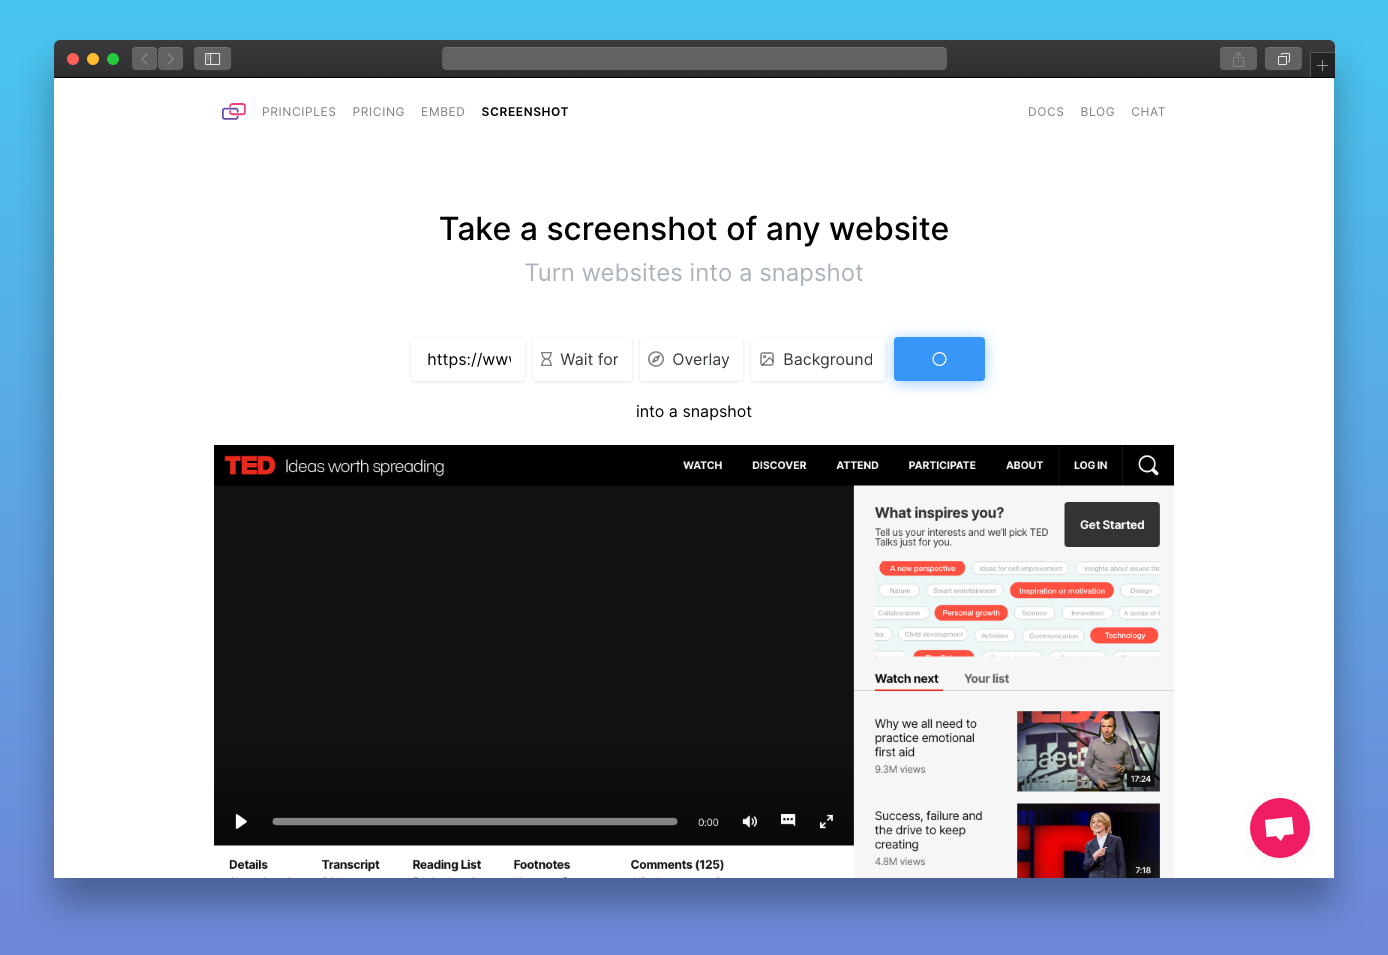 PRINCIPLES PRICING EMBED SCREENSHOT DOCS BLOG CHAT
Take a screenshot of any website
Turn websites into a snapshot
https://www Wait for Overlay Background
into a snapshot
TED Ideas worth spreading WATCH DISCOVER ATTEND PARTICIPATE ABOUT LOG IN
What inspires you?
Tell us your interests and we'll pick TED
Talks just for you.
Get Started
A new perspective Ideas for self-improvement Insights about issues
Nature Smart entertainment Inspiration or motivation Design
Collaboration Personal growth Science Innovation A sense of
Child development Activism Communication Technology
Watch next Your list
Why we all need to
practice emotional
first aid
9.3M views
17:24
Success, failure and
the drive to keep
creating
4.8M views
7:18
0:00
Details Transcript Reading List Footnotes Comments (125)